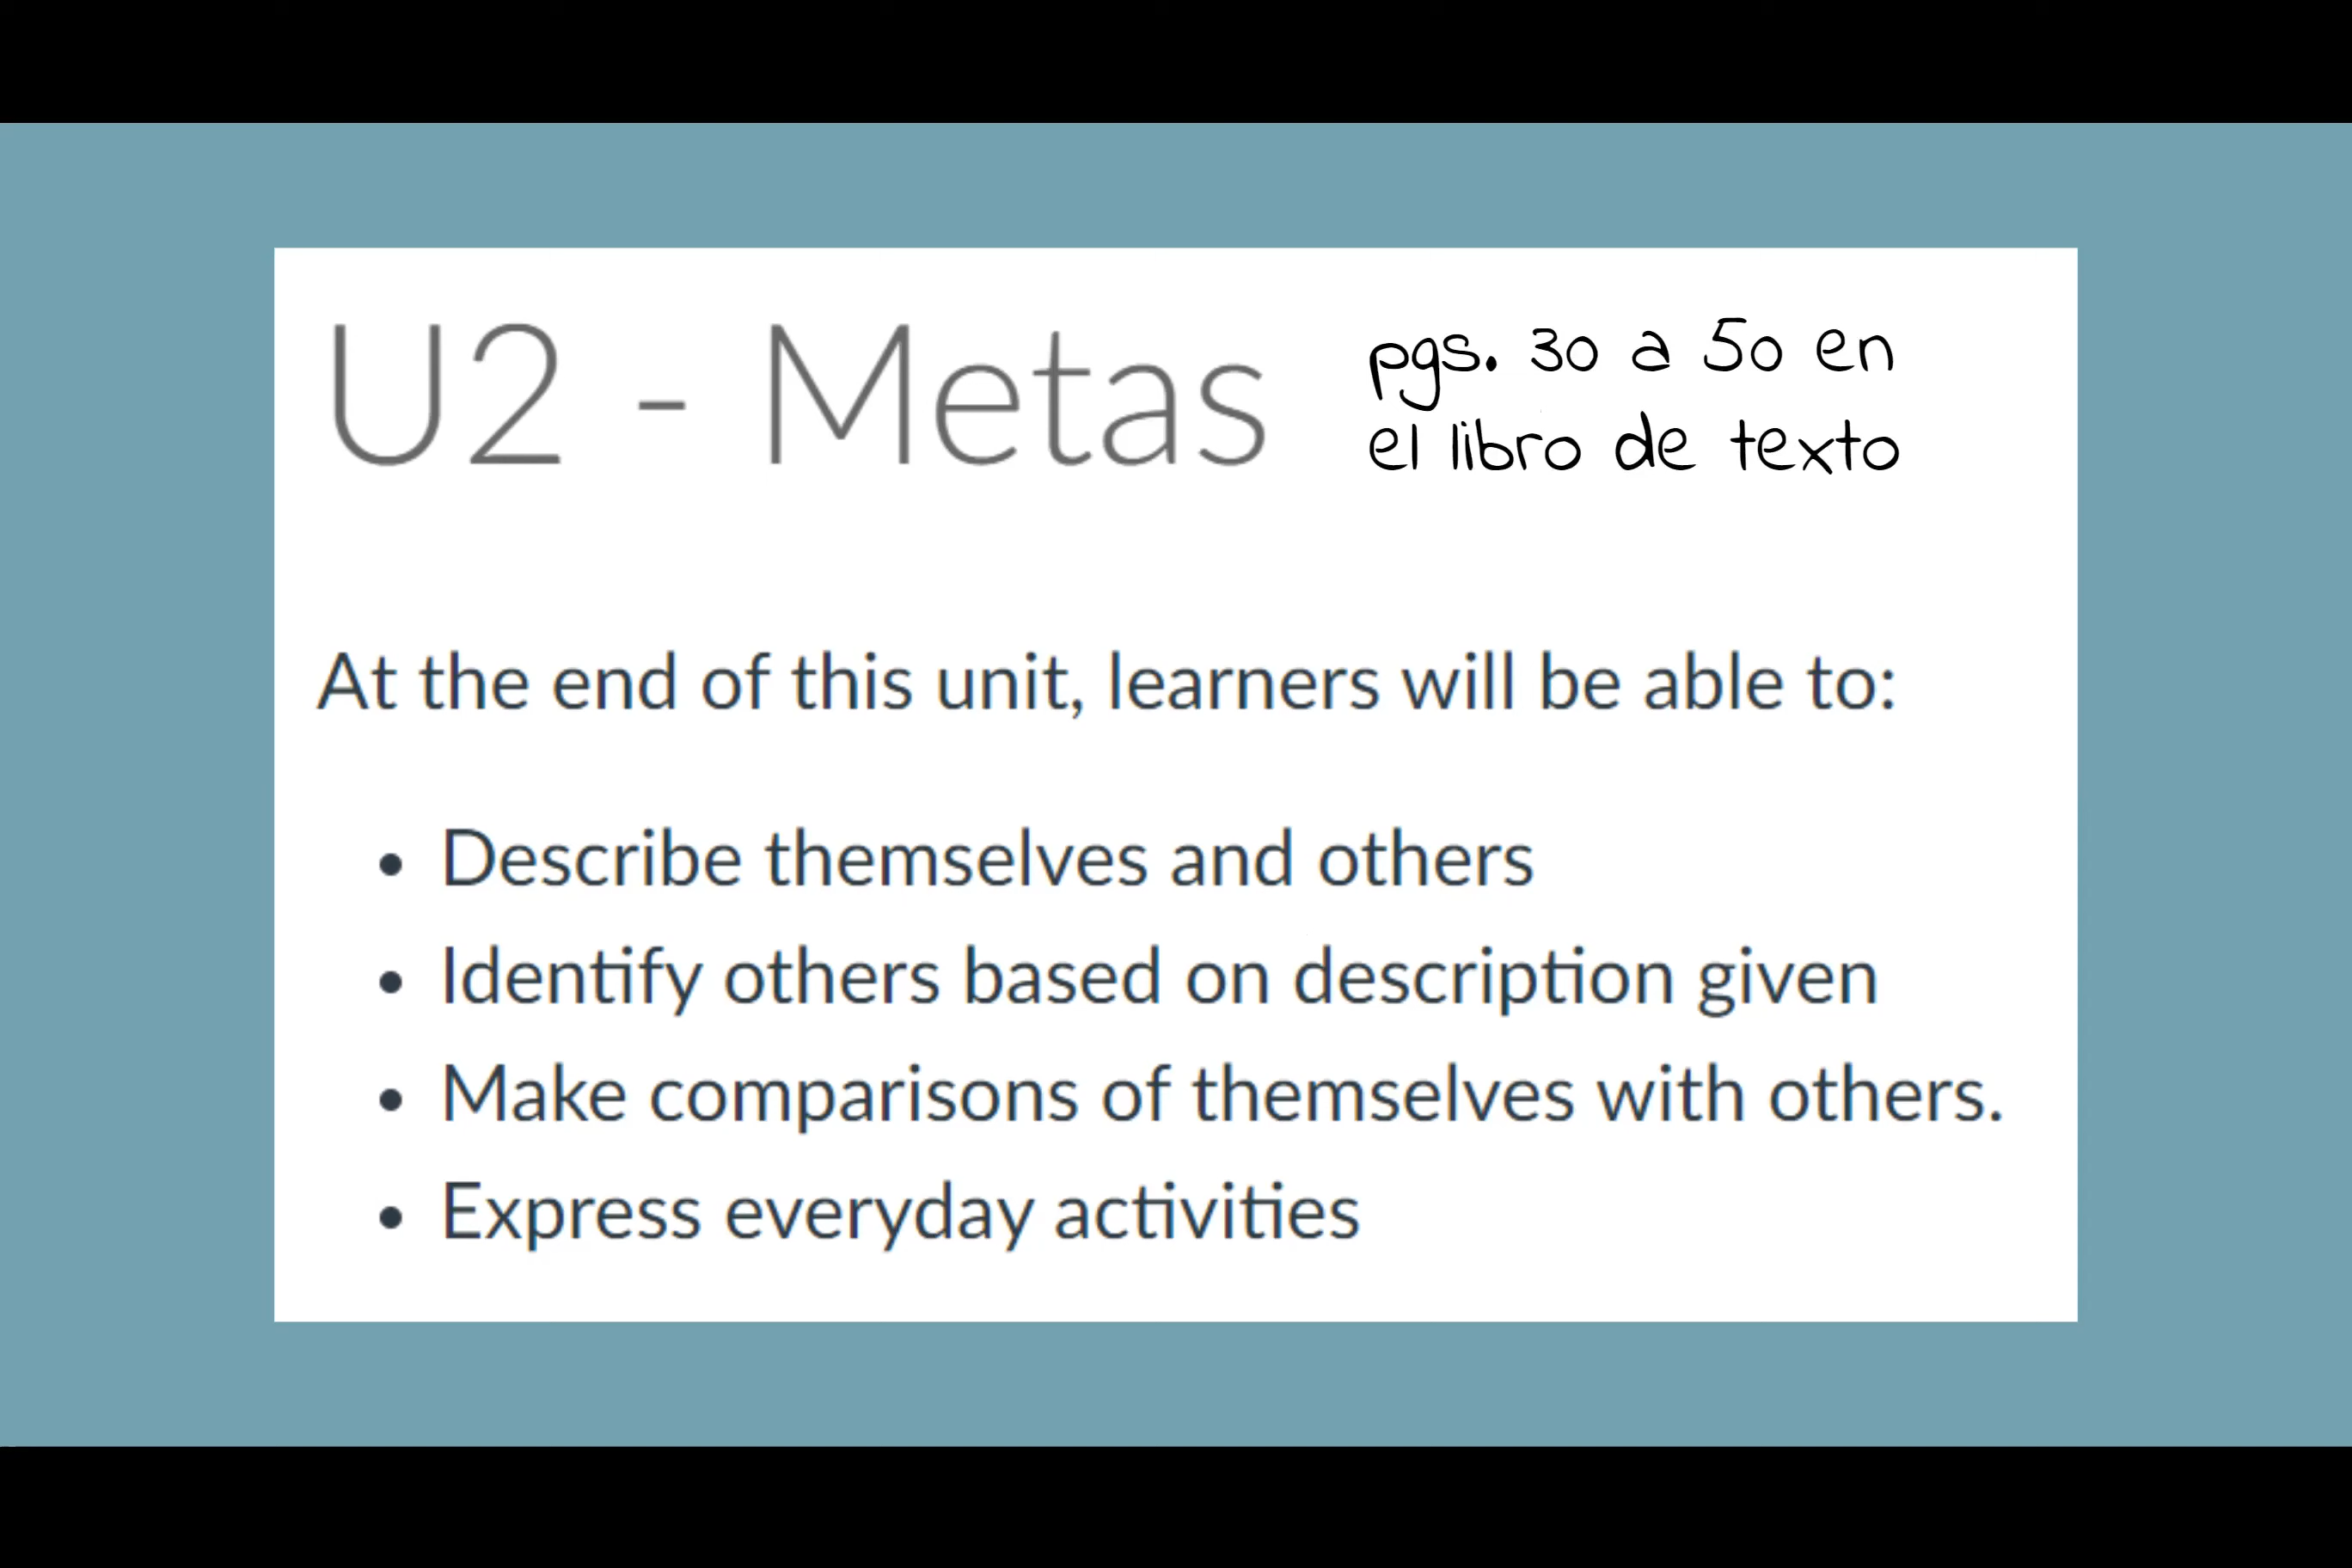 U2 - Metas
pgs. 30 a 50 en
el libro de texto
At the end of this unit, learners will be able to:
• Describe themselves and others
• Identify others based on description given
• Make comparisons of themselves with others.
• Express everyday activities